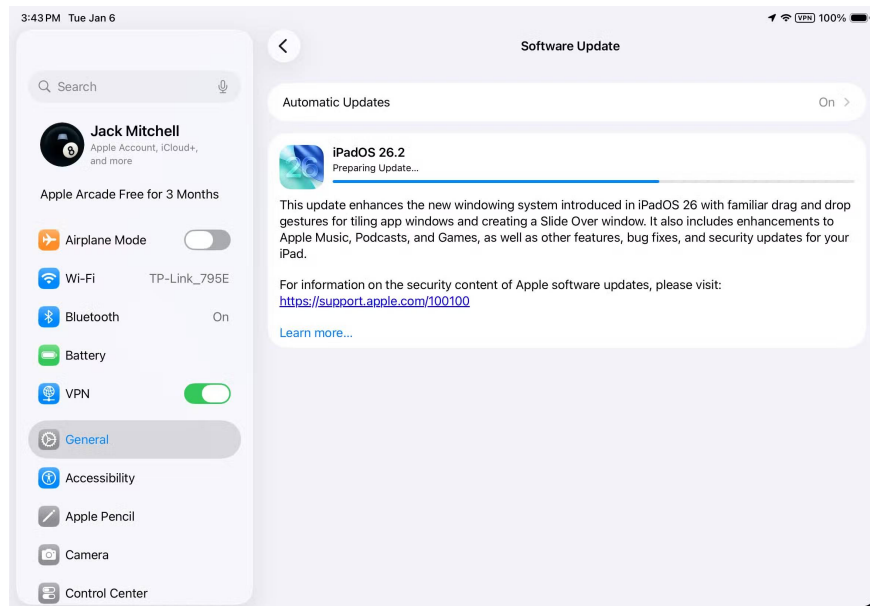 3:43 PM Tue Jan 6
VPN 100%
Search
Jack Mitchell
Apple Account, iCloud+,
and more
Apple Arcade Free for 3 Months
Airplane Mode
Wi-Fi TP-Link_795E
Bluetooth On
Battery
VPN
General
Accessibility
Apple Pencil
Camera
Control Center
Software Update
Automatic Updates On
26
iPadOS 26.2
Preparing Update...
This update enhances the new windowing system introduced in iPadOS 26 with familiar drag and drop
gestures for tiling app windows and creating a Slide Over window. It also includes enhancements to
Apple Music, Podcasts, and Games, as well as other features, bug fixes, and security updates for your
iPad.
For information on the security content of Apple software updates, please visit:
https://support.apple.com/100100
Learn more...